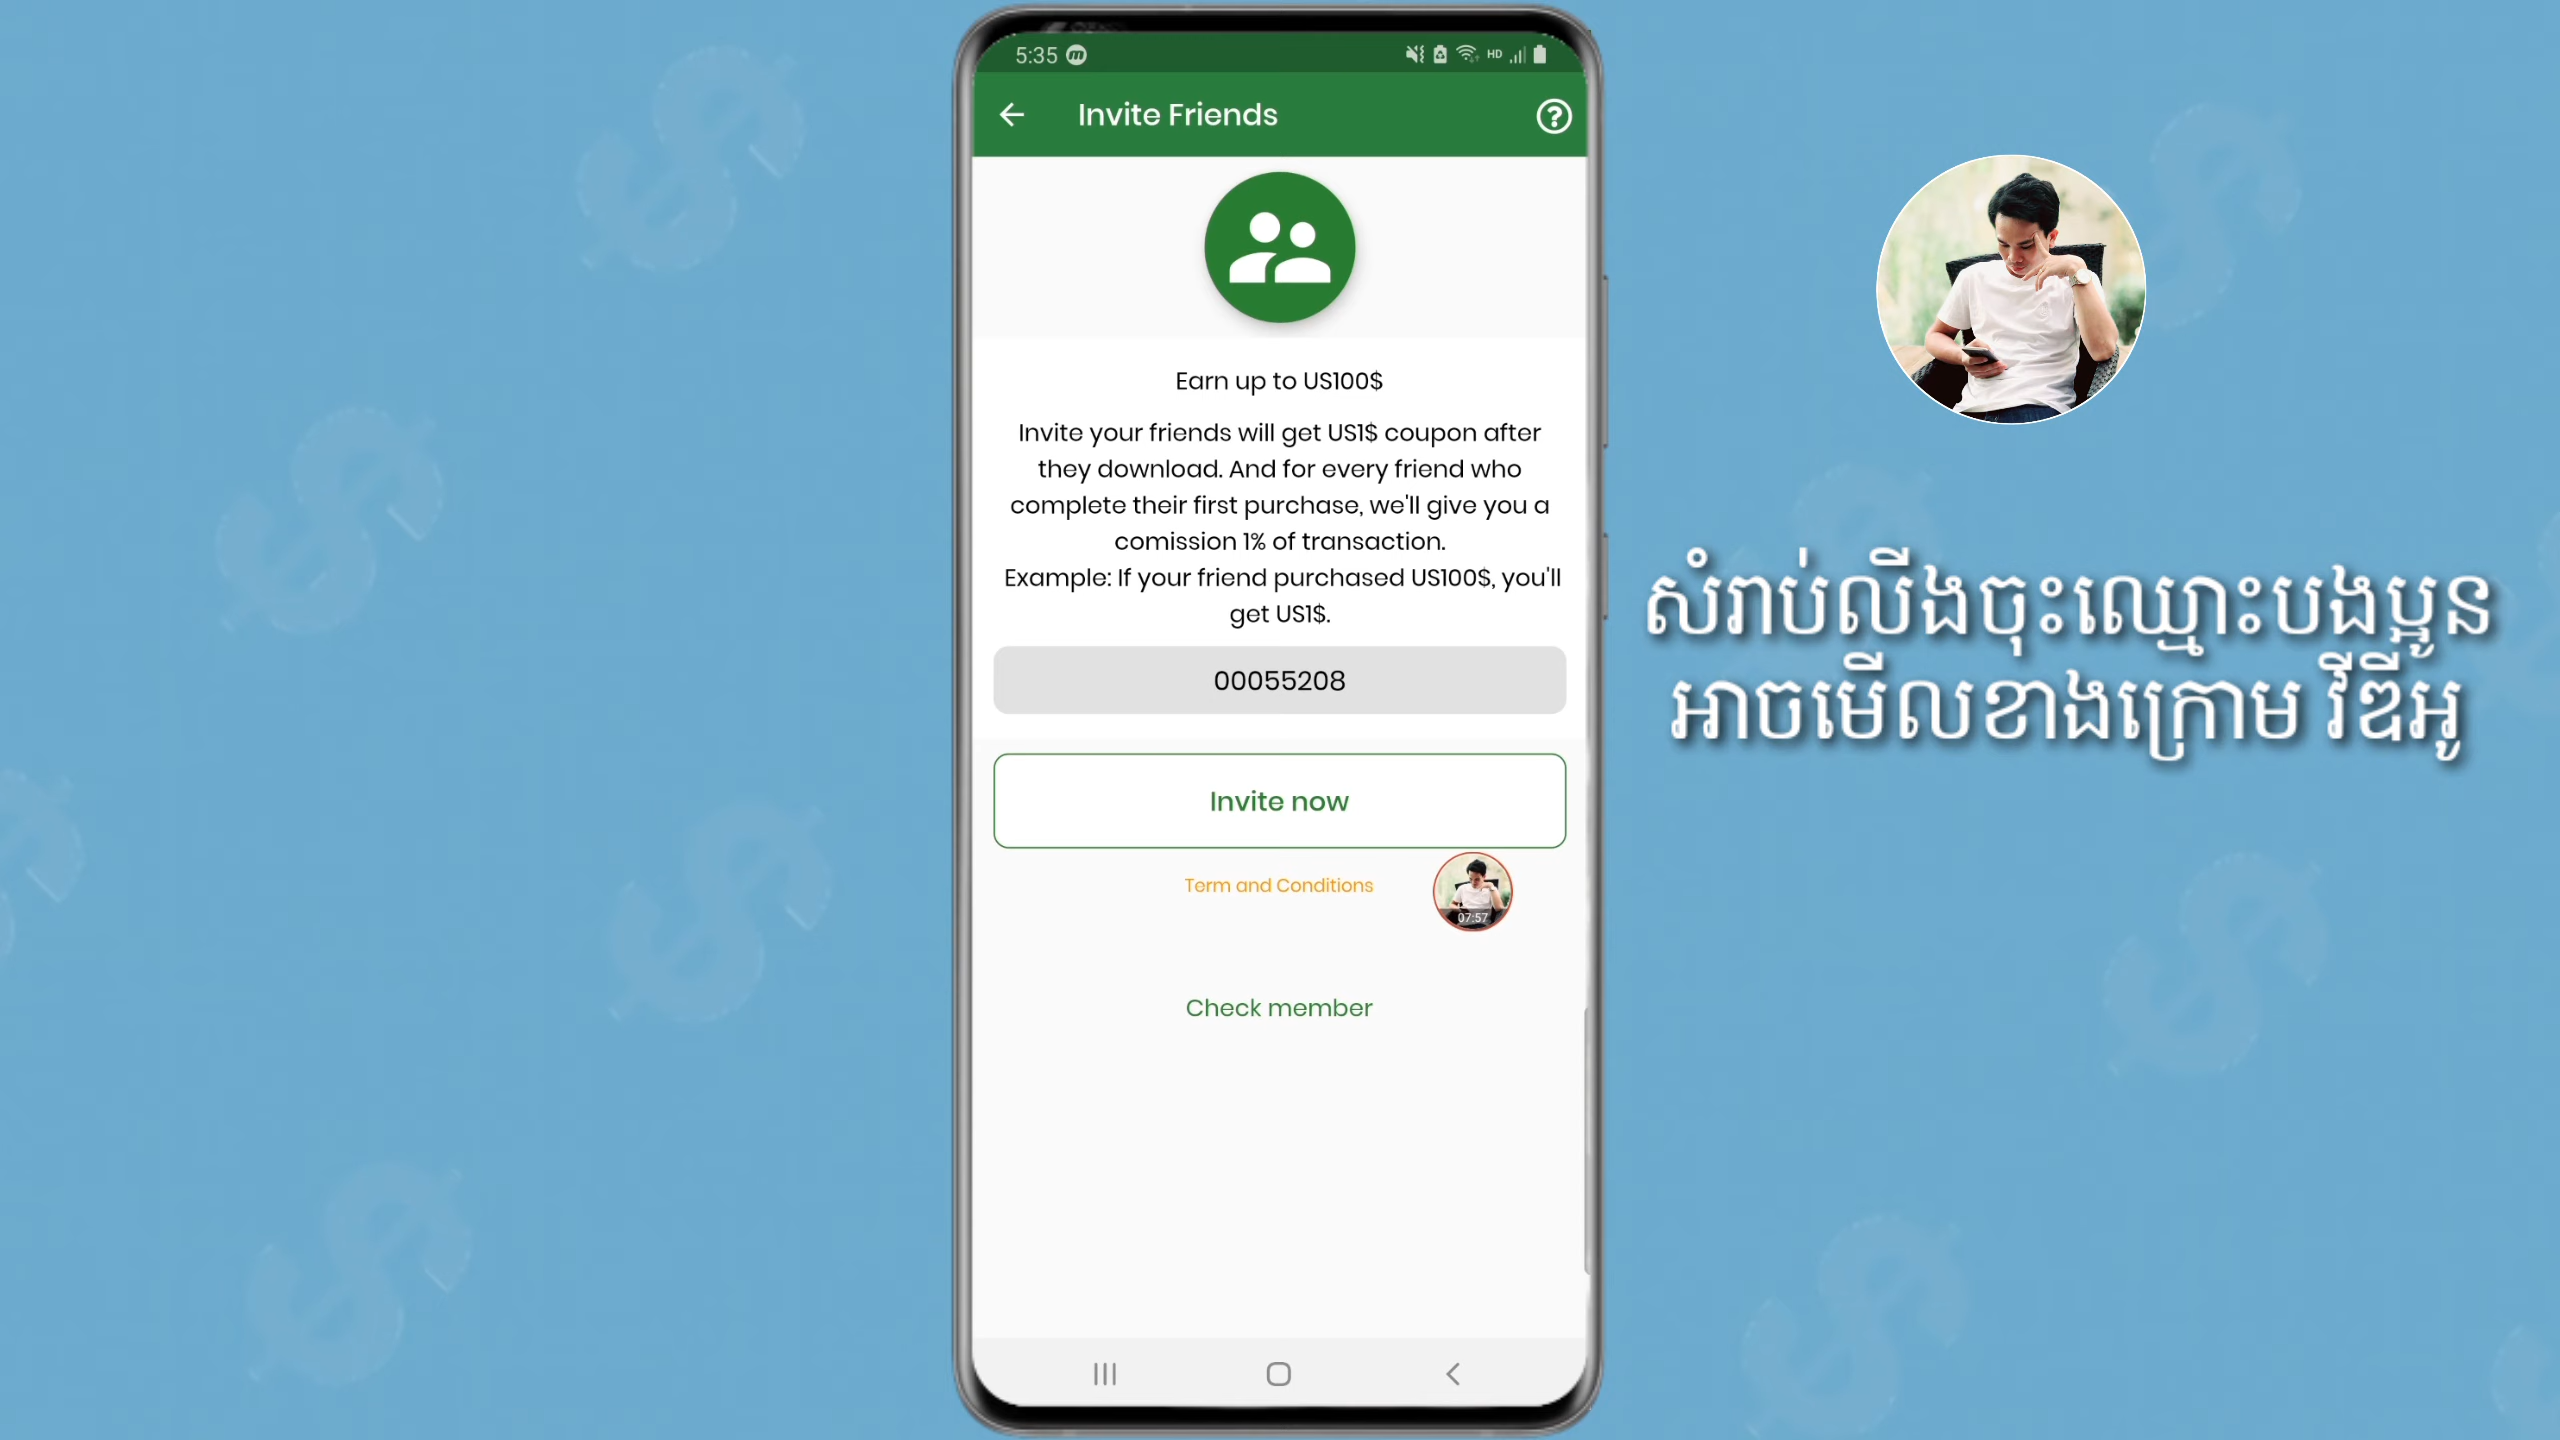 5:35
HD
Invite Friends
Earn up to US100$
Invite your friends will get US1$ coupon after
they download. And for every friend who
complete their first purchase, we'll give you a
comission 1% of transaction.
Example: If your friend purchased US100$, you'll
get US1$.
00055208
Invite now
Term and Conditions
07:57
Check member
សំរាប់លីងចុះឈ្មោះបងប្អូន
អាចមើលខាងក្រោម វីឌីអូ